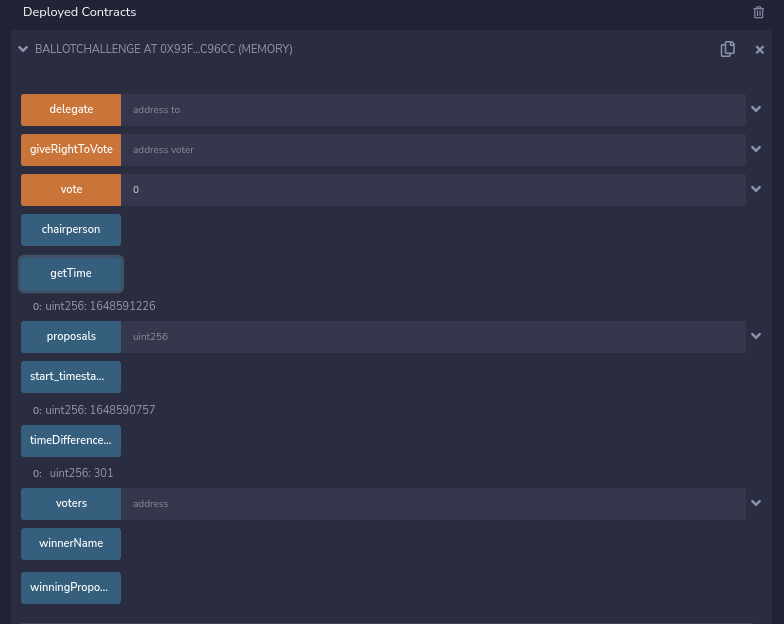 Deployed Contracts
BALLOTCHALLENGE AT 0X93F...C96CC (MEMORY)
delegate address to
giveRightToVote address voter
vote 0
chairperson
getTime
0: uint256: 1648591226
proposals uint256
start_timesta...
0: uint256: 1648590757
timeDifference...
0: uint256: 301
voters address
winnerName
winningPropo...